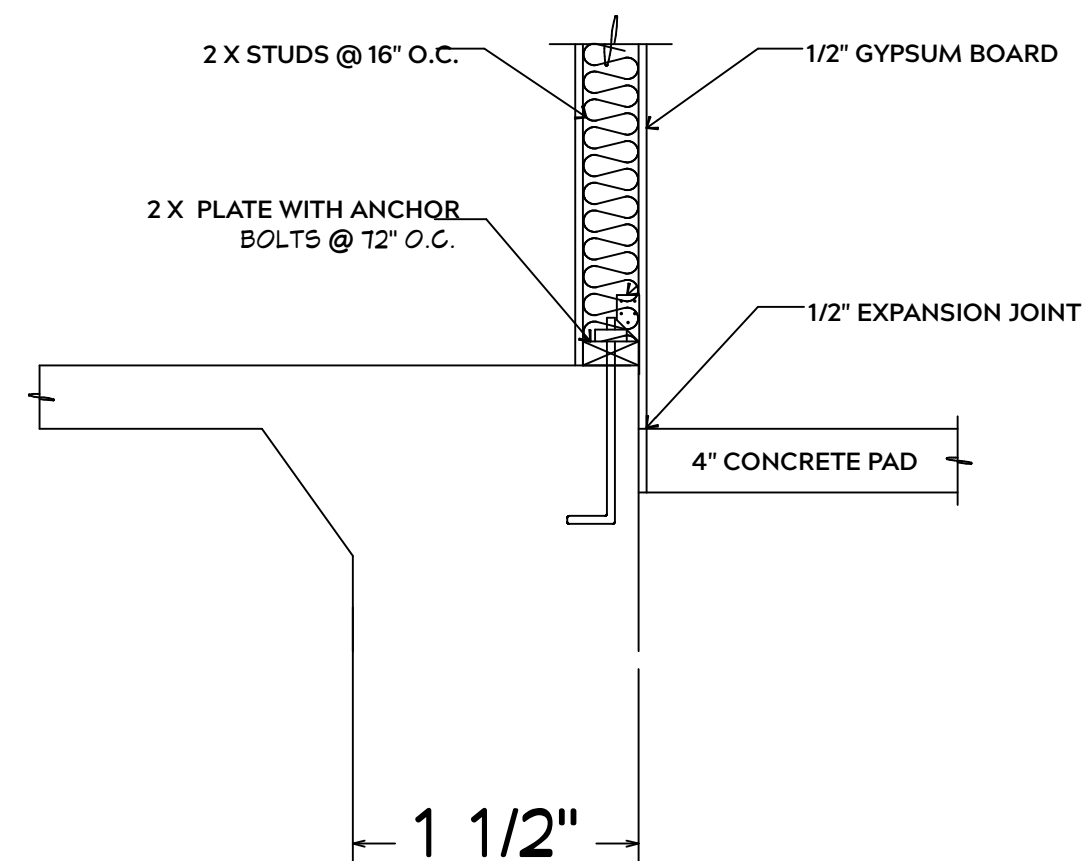 2 X STUDS @ 16" O.C.
1/2" GYPSUM BOARD
2 X PLATE WITH ANCHOR
BOLTS @ 72" O.C.
1/2" EXPANSION JOINT
4" CONCRETE PAD
1 1/2"